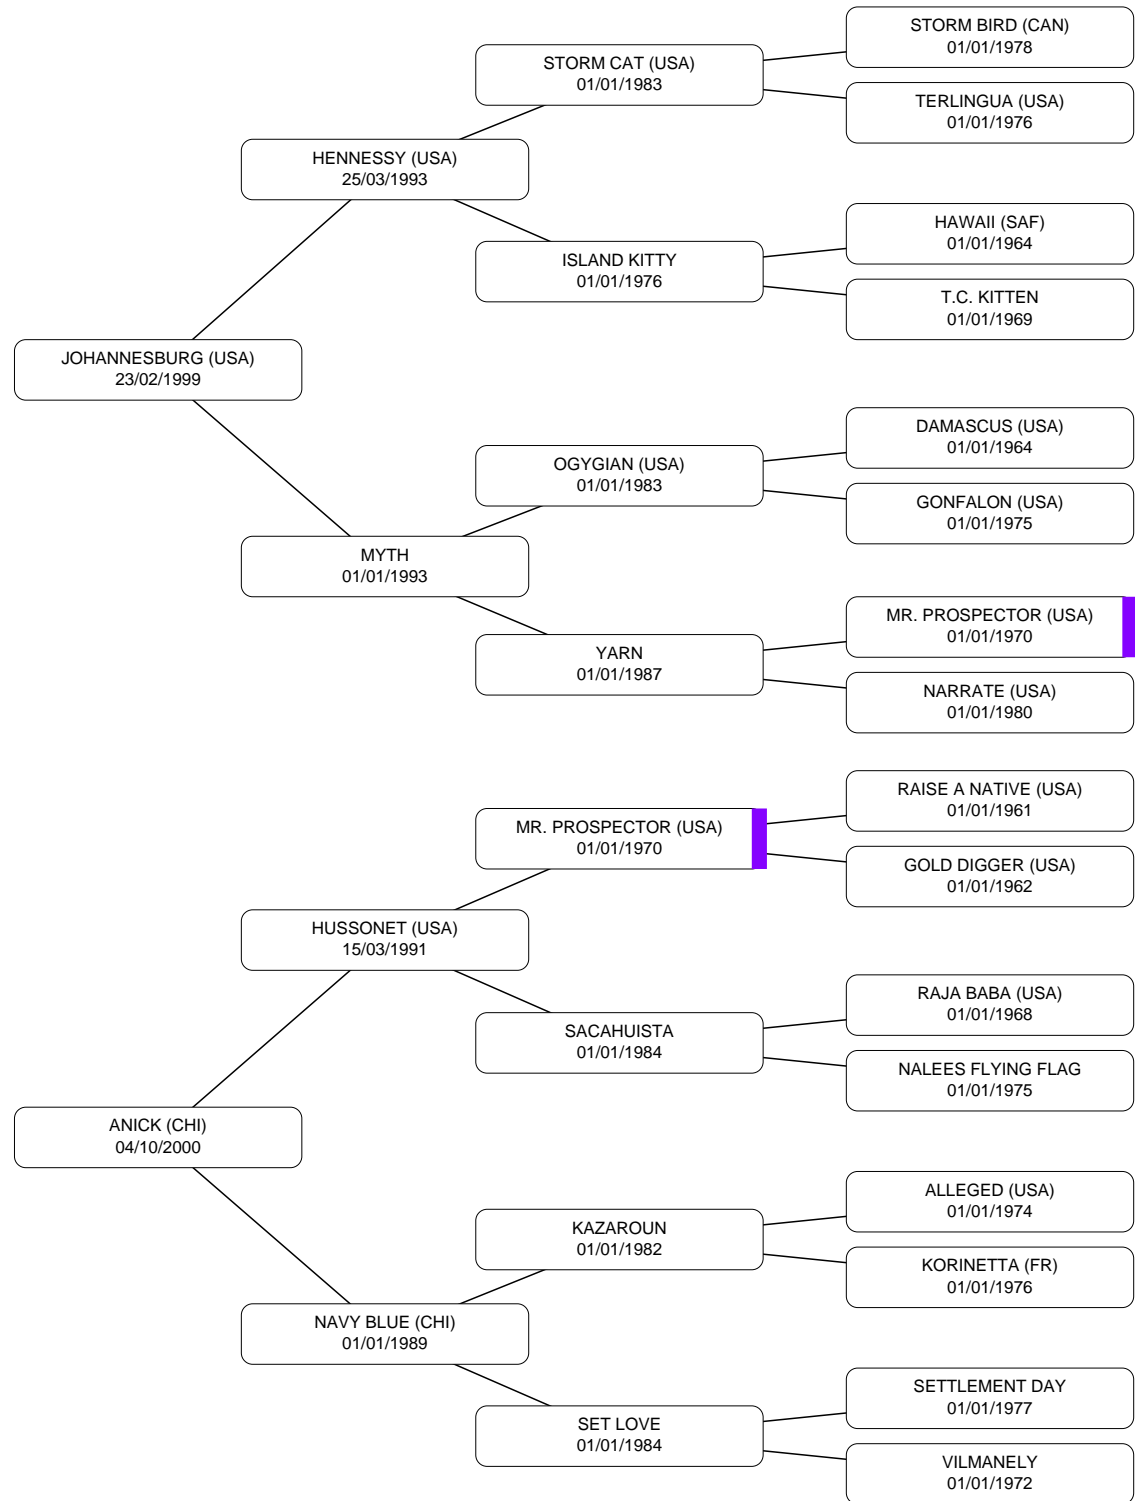 STORM BIRD (CAN)
01/01/1978
STORM CAT (USA)
01/01/1983
TERLINGUA (USA)
01/01/1976
HENNESSY (USA)
25/03/1993
HAWAII (SAF)
01/01/1964
ISLAND KITTY
01/01/1976
T.C. KITTEN
01/01/1969
JOHANNESBURG (USA)
23/02/1999
DAMASCUS (USA)
01/01/1964
OGYGIAN (USA)
01/01/1983
GONFALON (USA)
01/01/1975
MYTH
01/01/1993
MR. PROSPECTOR (USA)
01/01/1970
YARN
01/01/1987
NARRATE (USA)
01/01/1980
RAISE A NATIVE (USA)
01/01/1961
MR. PROSPECTOR (USA)
01/01/1970
GOLD DIGGER (USA)
01/01/1962
HUSSONET (USA)
15/03/1991
RAJA BABA (USA)
01/01/1968
SACAHUISTA
01/01/1984
NALEES FLYING FLAG
01/01/1975
ANICK (CHI)
04/10/2000
ALLEGED (USA)
01/01/1974
KAZAROUN
01/01/1982
KORINETTA (FR)
01/01/1976
NAVY BLUE (CHI)
01/01/1989
SETTLEMENT DAY
01/01/1977
SET LOVE
01/01/1984
VILMANELY
01/01/1972